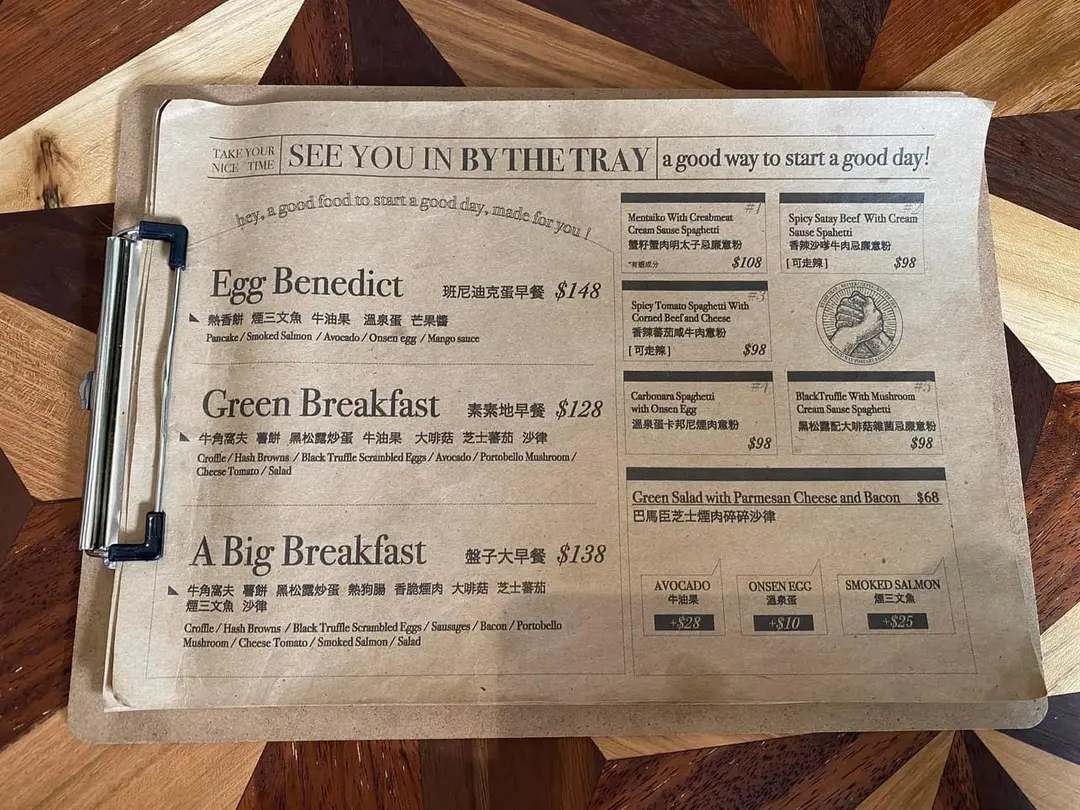 TAKE YOUR
NICE TIME
SEE YOU IN BY THE TRAY
a good way to start a good day!
hey, a good food to start a good day, made for you !
Egg Benedict 班尼迪克蛋早餐 $148
熱香餅 煙三文魚 牛油果 溫泉蛋 芒果醬
Pancake / Smoked Salmon / Avocado / Onsen egg / Mango sauce
Green Breakfast 素素地早餐 $128
牛角窩夫 薯餅 黑松露炒蛋 牛油果 大啡菇 芝士蕃茄 沙律
Croffle / Hash Browns / Black Truffle Scrambled Eggs / Avocado / Portobello Mushroom /
Cheese Tomato / Salad
A Big Breakfast 盤子大早餐 $138
牛角窩夫 薯餅 黑松露炒蛋 熱狗腸 香脆煙肉 大啡菇 芝士蕃茄
煙三文魚 沙律
Croffle / Hash Browns / Black Truffle Scrambled Eggs / Sausages / Bacon / Portobello
Mushroom / Cheese Tomato / Smoked Salmon / Salad
#1
Mentaiko With Creabmeat
Cream Sause Spaghetti
蟹籽蟹肉明太子忌廉意粉
*有糖成分 $108
#2
Spicy Satay Beef With Cream
Sause Spahetti
香辣沙嗲牛肉忌廉意粉
[ 可走辣 ] $98
#3
Spicy Tomato Spaghetti With
Corned Beef and Cheese
香辣蕃茄咸牛肉意粉
[ 可走辣 ] $98
#4
Carbonara Spaghetti
with Onsen Egg
溫泉蛋卡邦尼煙肉意粉
$98
#5
BlackTruffle With Mushroom
Cream Sause Spaghetti
黑松露配大啡菇雜菌忌廉意粉
$98
Green Salad with Parmesan Cheese and Bacon $68
巴馬臣芝士煙肉碎碎沙律
AVOCADO
牛油果
+$28
ONSEN EGG
溫泉蛋
+$10
SMOKED SALMON
煙三文魚
+$25